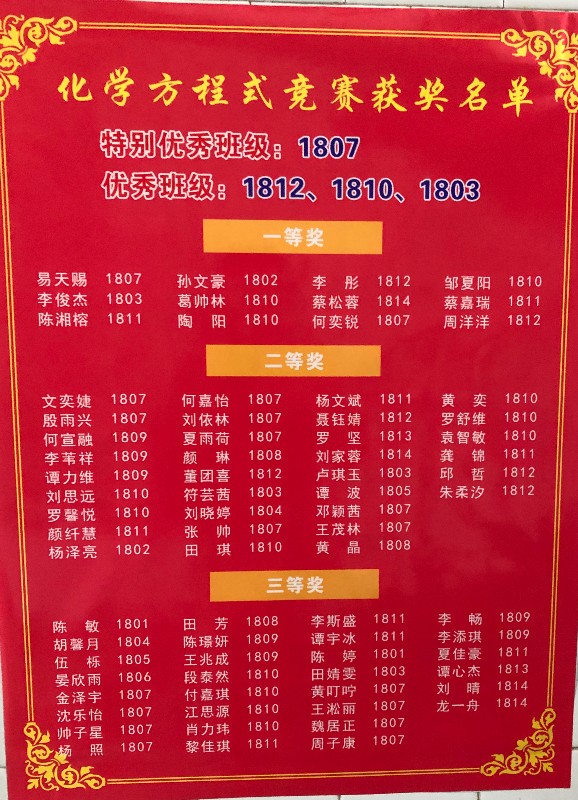 化学方程式竞赛获奖名单
特别优秀班级：1807
优秀班级：1812、1810、1803
一等奖
易天赐 1807 孙文豪 1802 李 彤 1812 邹夏阳 1810
李俊杰 1803 葛帅林 1810 蔡松蓉 1814 蔡嘉瑞 1811
陈湘榕 1811 陶 阳 1810 何奕锐 1807 周洋洋 1812
二等奖
文奕婕 1807 何嘉怡 1807 杨文斌 1811 黄 奕 1810
殷雨兴 1807 刘依林 1807 聂钰婧 1812 罗舒维 1810
何宣融 1809 夏雨荷 1807 罗 坚 1813 袁智敏 1810
李苇祥 1809 颜 琳 1808 刘家蓉 1814 龚 锦 1811
谭力维 1809 董团喜 1812 卢琪玉 1803 邱 哲 1812
刘思远 1810 符芸茜 1803 谭 波 1805 朱柔汐 1812
罗馨悦 1810 刘晓婷 1804 邓颖茜 1807
颜纤慧 1811 张 帅 1807 王茂林 1807
杨泽亮 1802 田 琪 1810 黄 晶 1808
三等奖
陈 敏 1801 田 芳 1808 李斯盛 1811 李 畅 1809
胡馨月 1804 陈璟妍 1809 谭宇冰 1811 李添琪 1809
伍 栎 1805 王兆成 1809 陈 婷 1801 夏佳豪 1811
晏欣雨 1806 段泰然 1810 田婧雯 1803 谭心杰 1813
金泽宇 1807 付嘉琪 1810 黄叮咛 1807 刘 晴 1814
沈乐怡 1807 江思源 1810 王淞丽 1807 龙一舟 1814
帅子星 1807 肖力玮 1810 魏居正 1807
杨 照 1807 黎佳琪 1811 周子康 1807